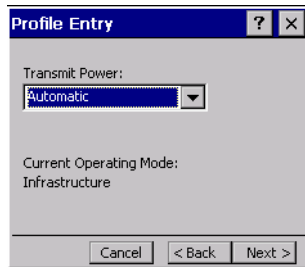 Profile Entry ? ×
Transmit Power:
Automatic
Current Operating Mode:
Infrastructure
Cancel < Back Next >